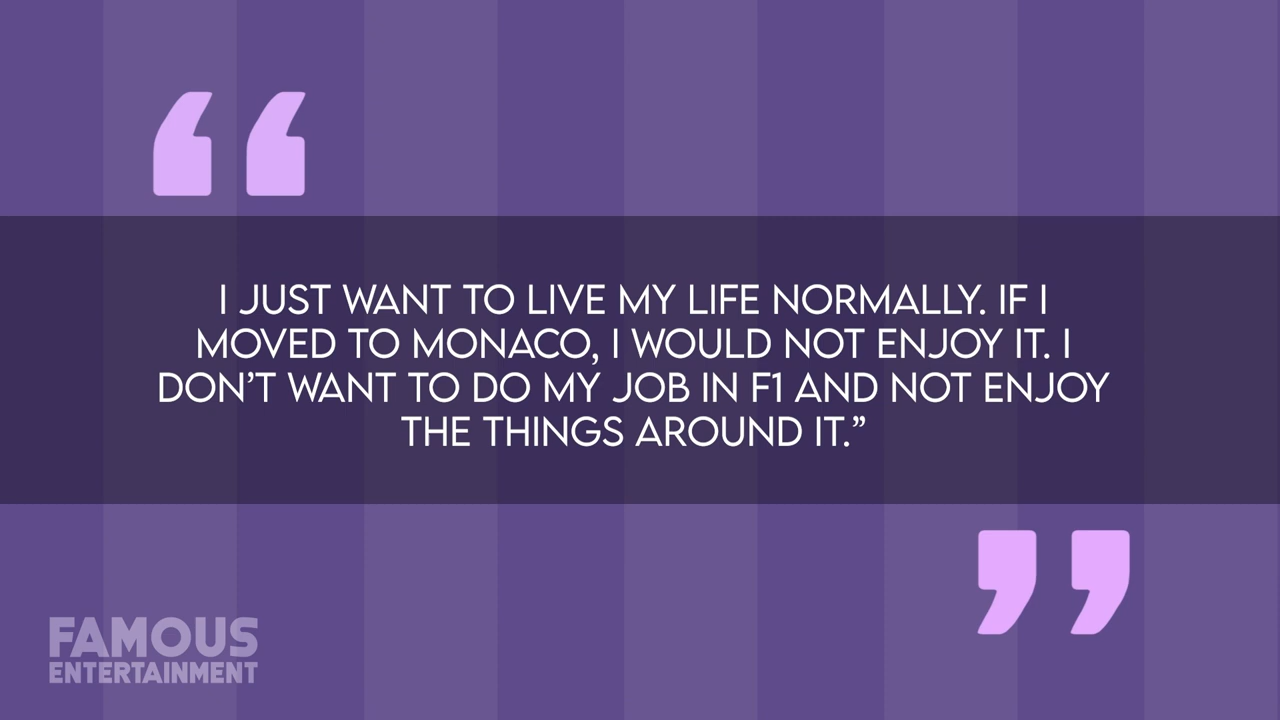 I JUST WANT TO LIVE MY LIFE NORMALLY. IF I
MOVED TO MONACO, I WOULD NOT ENJOY IT. I
DON’T WANT TO DO MY JOB IN F1 AND NOT ENJOY
THE THINGS AROUND IT.”
FAMOUS
ENTERTAINMENT